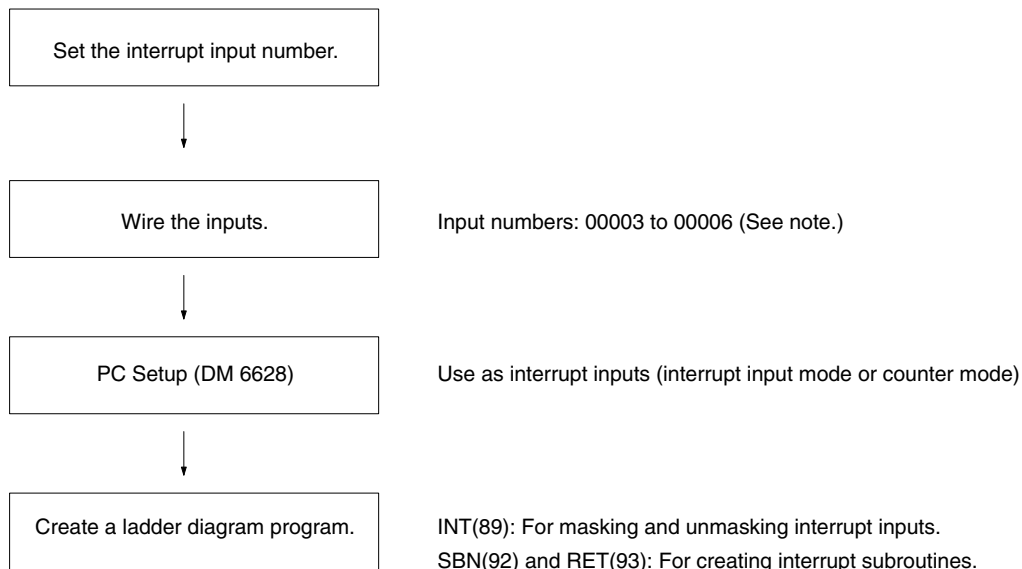 Set the interrupt input number.
Wire the inputs.
Input numbers: 00003 to 00006 (See note.)
PC Setup (DM 6628)
Use as interrupt inputs (interrupt input mode or counter mode)
Create a ladder diagram program.
INT(89): For masking and unmasking interrupt inputs.
SBN(92) and RET(93): For creating interrupt subroutines.